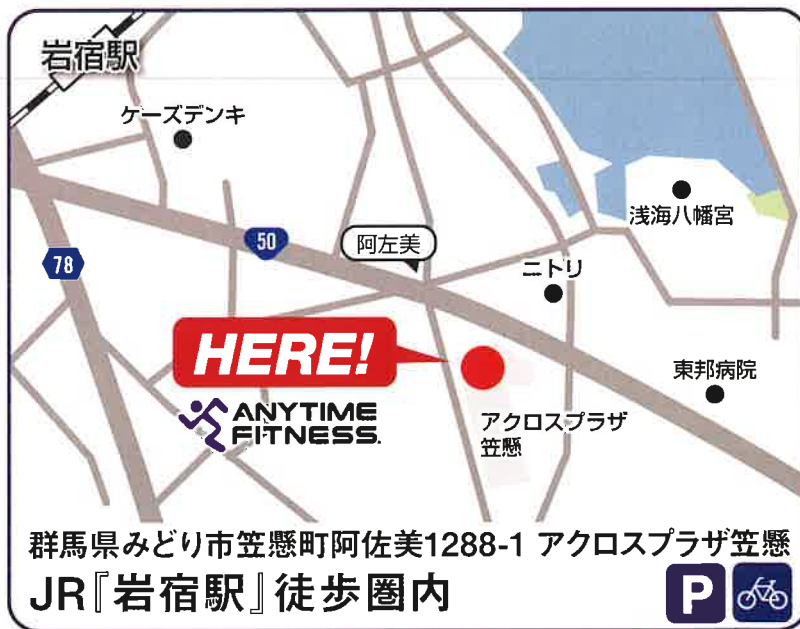 岩宿駅
ケーズデンキ
浅海八幡宮
50
阿左美
78
ニトリ
HERE!
東邦病院
ANYTIME
FITNESS.
アクロスプラザ
笠懸
群馬県みどり市笠懸町阿佐美1288-1 アクロスプラザ笠懸
JR『岩宿駅』徒歩圏内
P